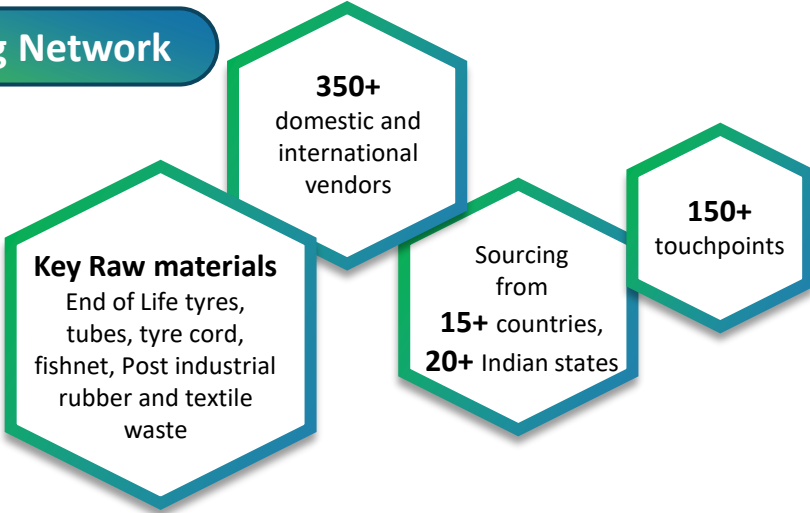 g Network
350+
domestic and
international
vendors
Key Raw materials
End of Life tyres,
tubes, tyre cord,
fishnet, Post industrial
rubber and textile
waste
Sourcing
from
15+ countries,
20+ Indian states
150+
touchpoints